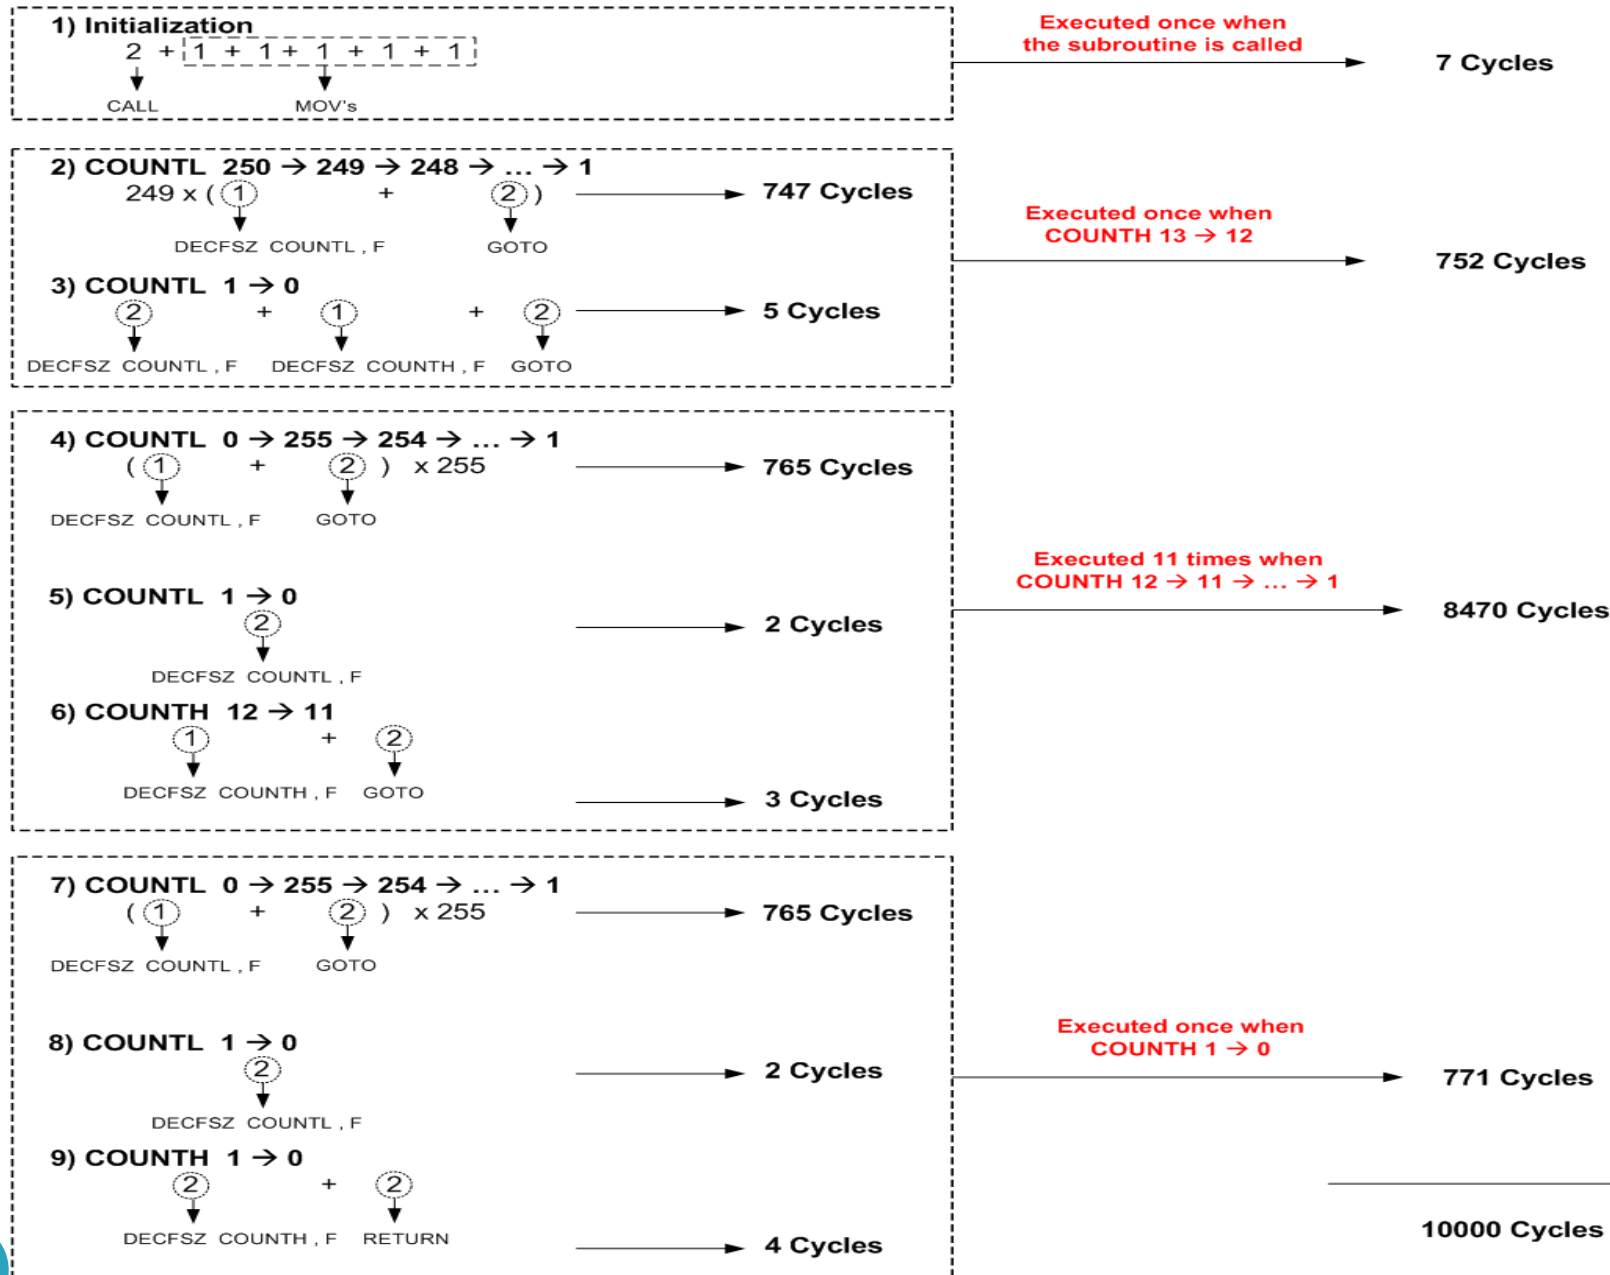 1) Initialization
2 + 1 + 1 + 1 + 1 + 1
CALL MOV's
Executed once when
the subroutine is called
7 Cycles
2) COUNTL 250 → 249 → 248 → ... → 1
249 x ( 1 + 2 )
747 Cycles
DECFSZ COUNTL , F GOTO
3) COUNTL 1 → 0
2 + 1 + 2
5 Cycles
DECFSZ COUNTL , F DECFSZ COUNTH , F GOTO
Executed once when
COUNTH 13 → 12
752 Cycles
4) COUNTL 0 → 255 → 254 → ... → 1
( 1 + 2 ) x 255
765 Cycles
DECFSZ COUNTL , F GOTO
5) COUNTL 1 → 0
2
2 Cycles
DECFSZ COUNTL , F
6) COUNTH 12 → 11
1 + 2
DECFSZ COUNTH , F GOTO
3 Cycles
Executed 11 times when
COUNTH 12 → 11 → ... → 1
8470 Cycles
7) COUNTL 0 → 255 → 254 → ... → 1
( 1 + 2 ) x 255
765 Cycles
DECFSZ COUNTL , F GOTO
8) COUNTL 1 → 0
2
2 Cycles
DECFSZ COUNTL , F
9) COUNTH 1 → 0
2 + 2
DECFSZ COUNTH , F RETURN
4 Cycles
Executed once when
COUNTH 1 → 0
771 Cycles
10000 Cycles